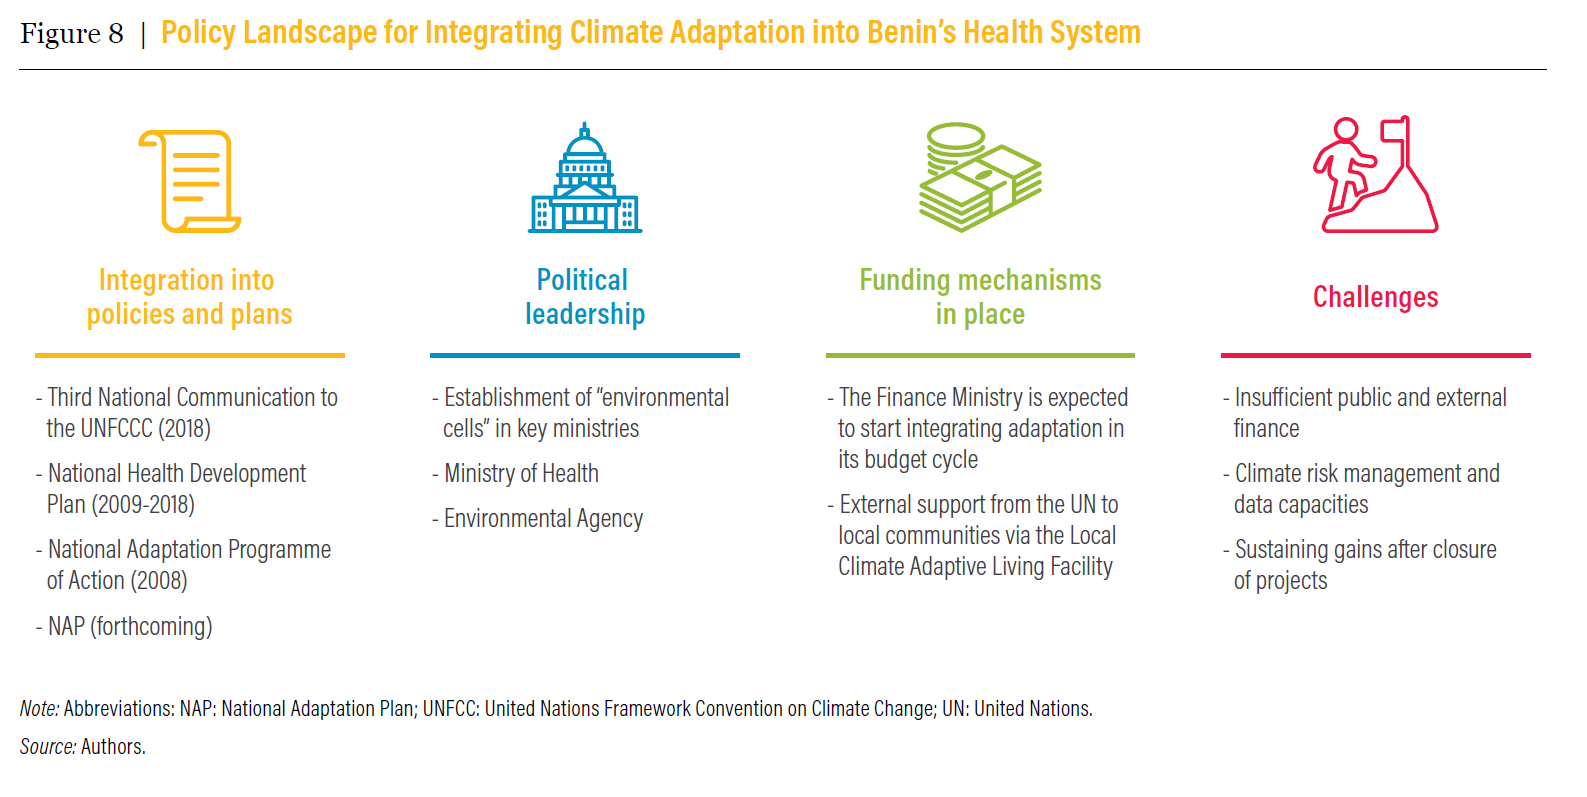 Figure 8 | Policy Landscape for Integrating Climate Adaptation into Benin’s Health System
Integration into
policies and plans
- Third National Communication to
the UNFCCC (2018)
- National Health Development
Plan (2009-2018)
- National Adaptation Programme
of Action (2008)
- NAP (forthcoming)
Political
leadership
- Establishment of “environmental
cells” in key ministries
- Ministry of Health
- Environmental Agency
Funding mechanisms
in place
- The Finance Ministry is expected
to start integrating adaptation in
its budget cycle
- External support from the UN to
local communities via the Local
Climate Adaptive Living Facility
Challenges
- Insufficient public and external
finance
- Climate risk management and
data capacities
- Sustaining gains after closure
of projects
Note: Abbreviations: NAP: National Adaptation Plan; UNFCC: United Nations Framework Convention on Climate Change; UN: United Nations.
Source: Authors.